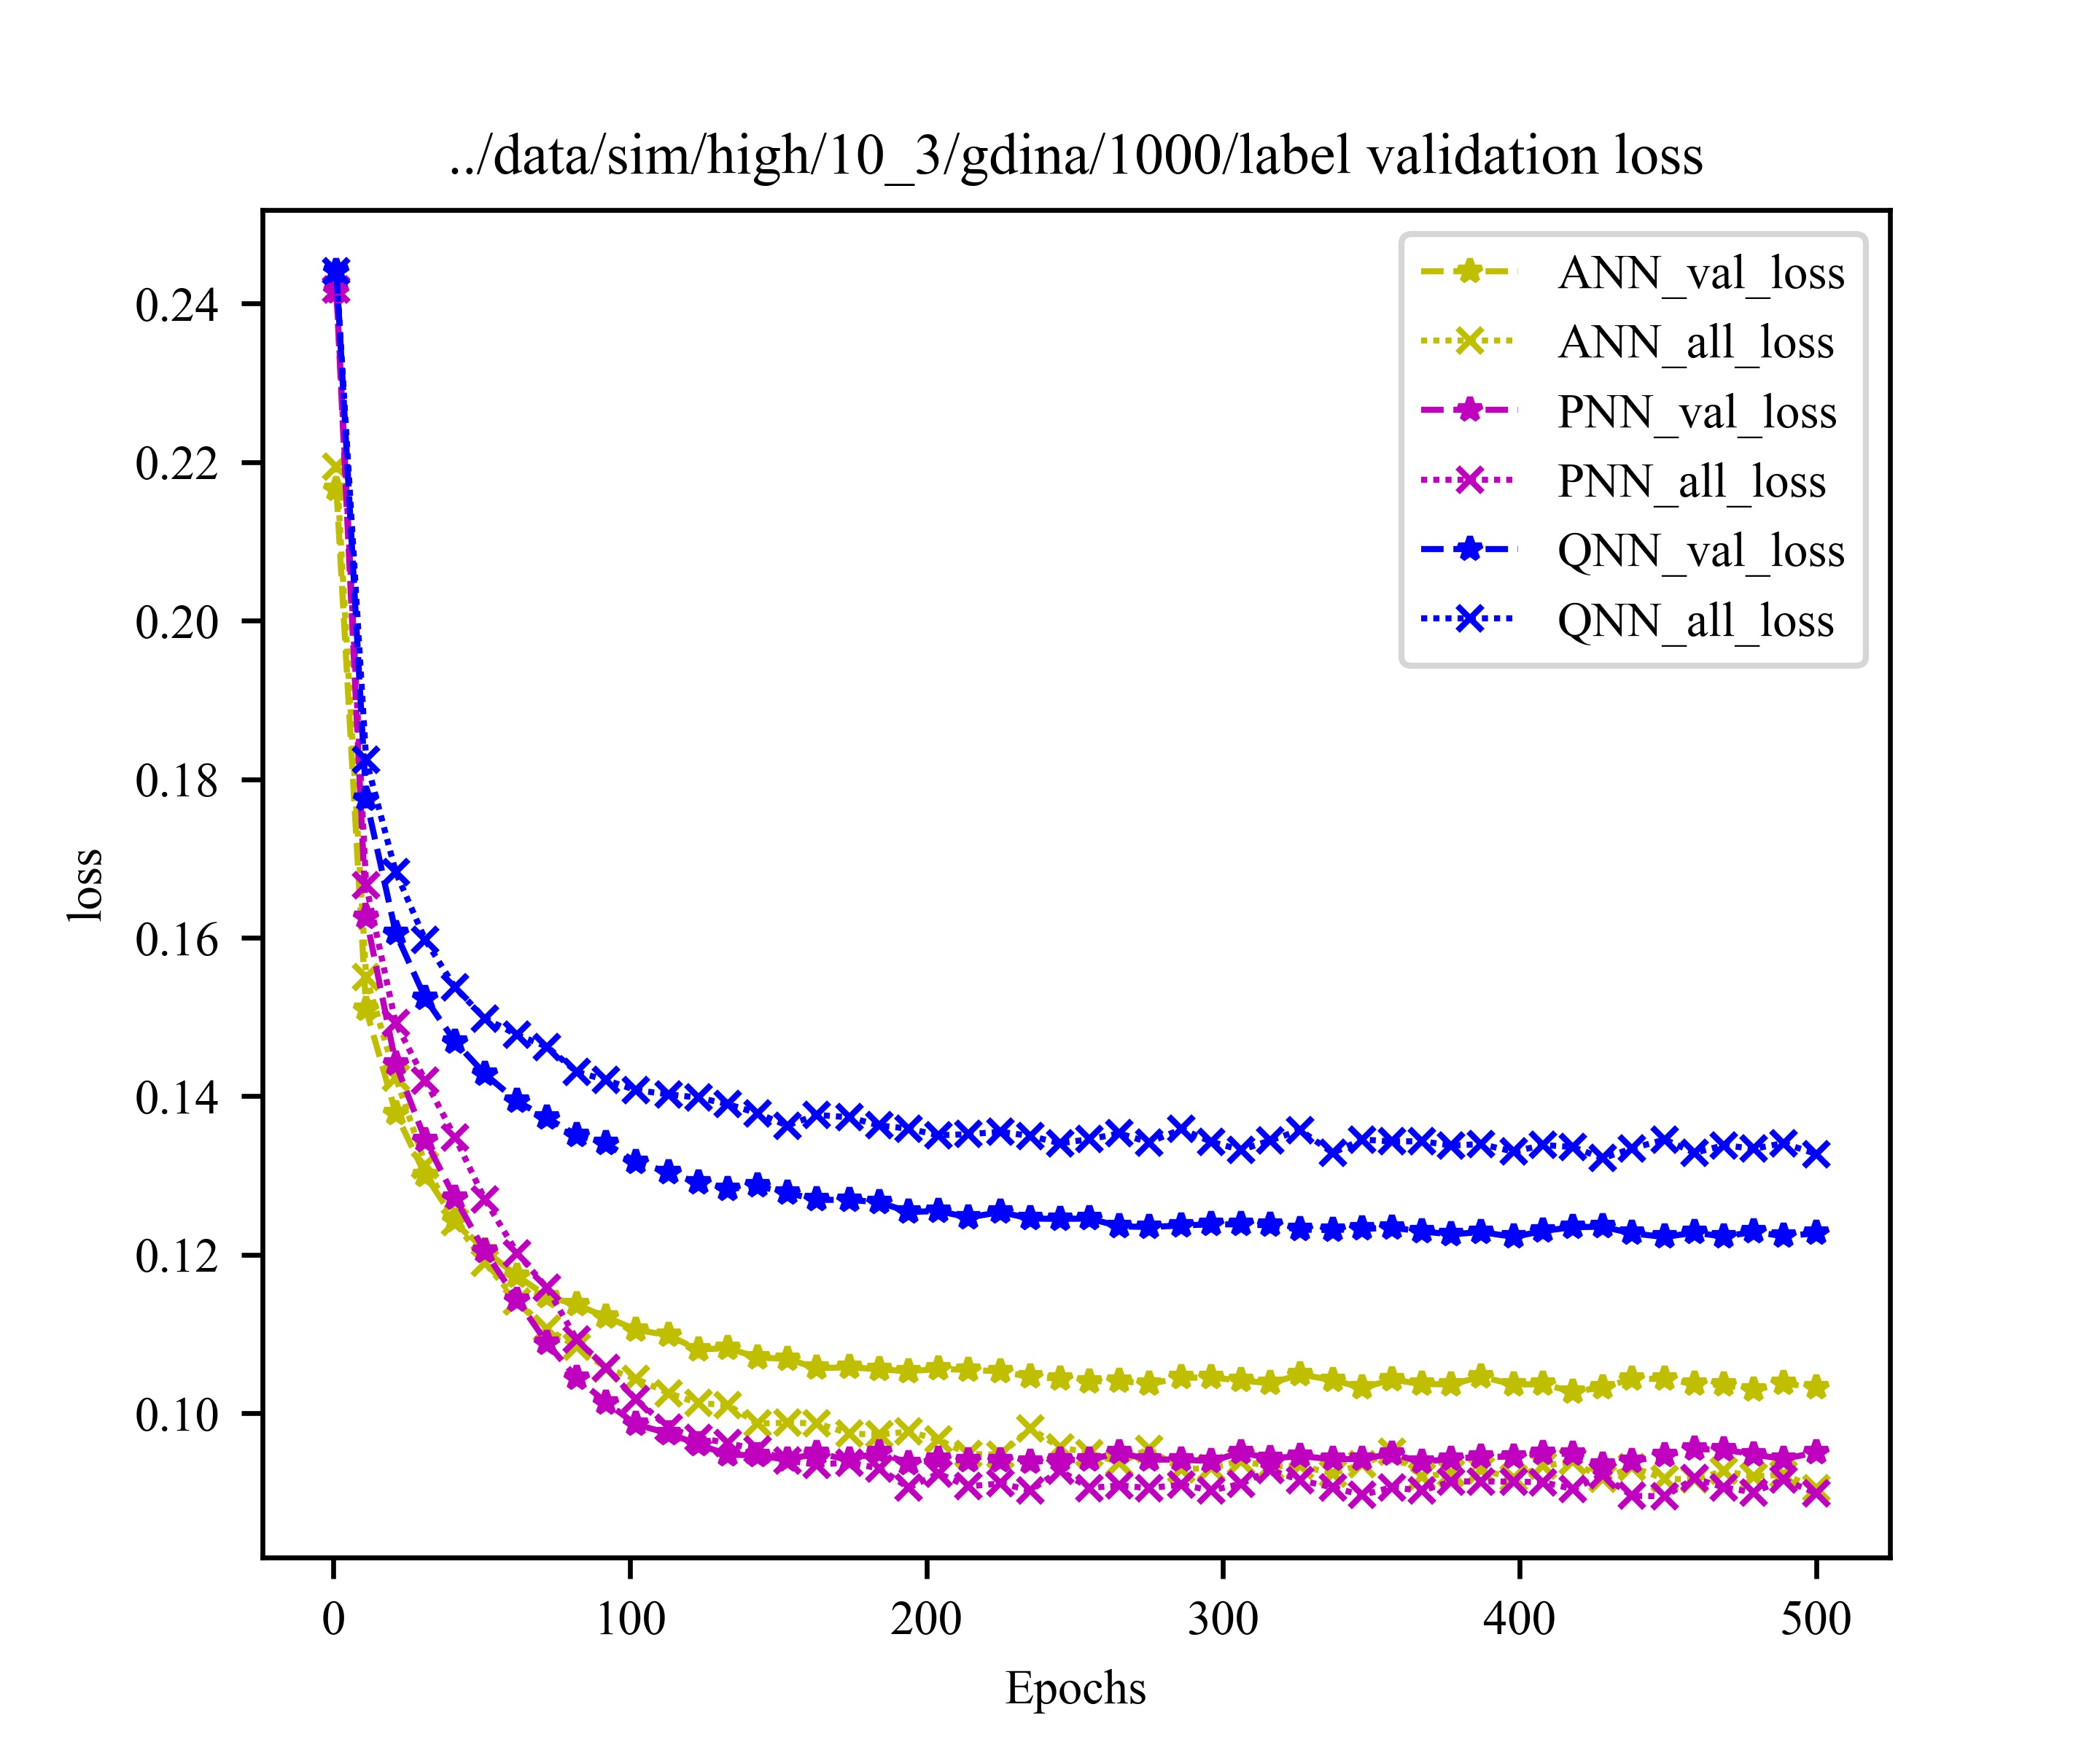 ../data/sim/high/10_3/gdina/1000/label validation loss
ANN_val_loss
ANN_all_loss
PNN_val_loss
PNN_all_loss
QNN_val_loss
QNN_all_loss
loss
0.24
0.22
0.20
0.18
0.16
0.14
0.12
0.10
0 100 200 300 400 500
Epochs